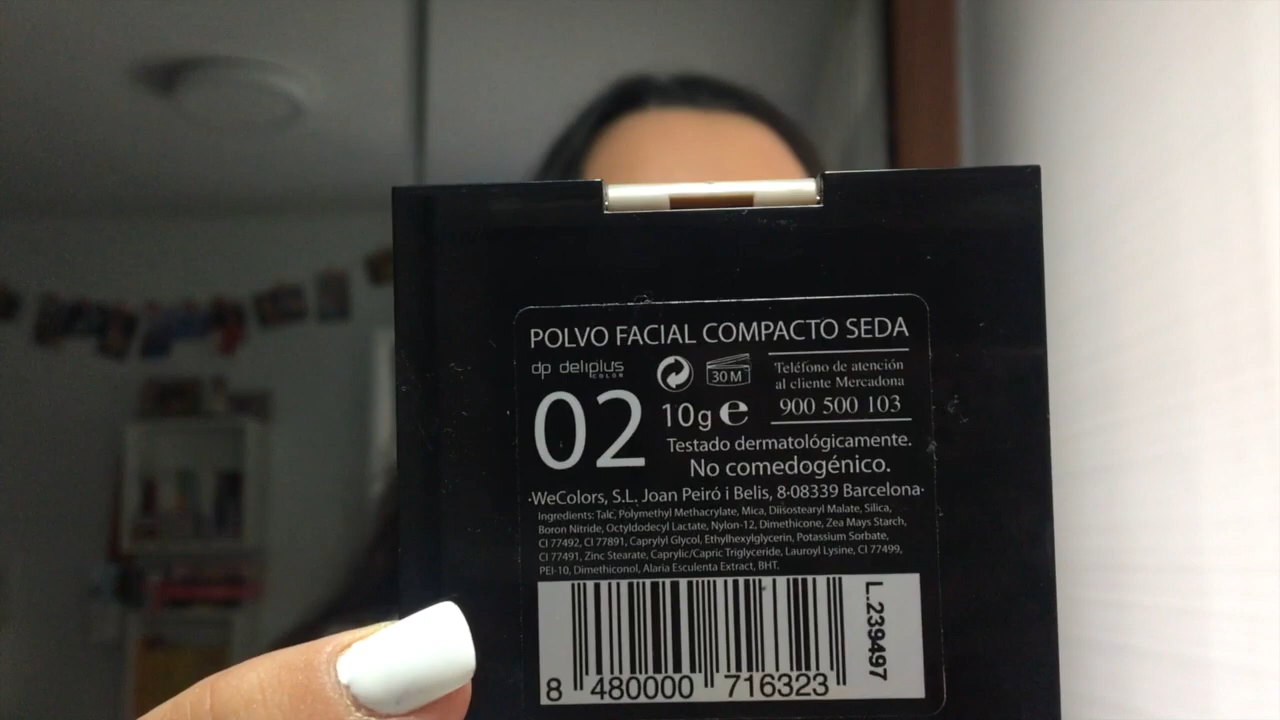 POLVO FACIAL COMPACTO SEDA
dp deliplus
COLOR
30 M
Teléfono de atención
al cliente Mercadona
900 500 103
02
10g e
Testado dermatológicamente.
No comedogénico.
·WeColors, S.L. Joan Peiró i Belis, 8-08339 Barcelona·
Ingredients: Talc, Polymethyl Methacrylate, Mica, Diisostearyl Malate, Silica,
Boron Nitride, Octyldodecyl Lactate, Nylon-12, Dimethicone, Zea Mays Starch,
CI 77492, CI 77891, Caprylyl Glycol, Ethylhexylglycerin, Potassium Sorbate,
CI 77491, Zinc Stearate, Caprylic/Capric Triglyceride, Lauroyl Lysine, CI 77499,
PEI-10, Dimethiconol, Alaria Esculenta Extract, BHT.
L.239497
8 480000 716323